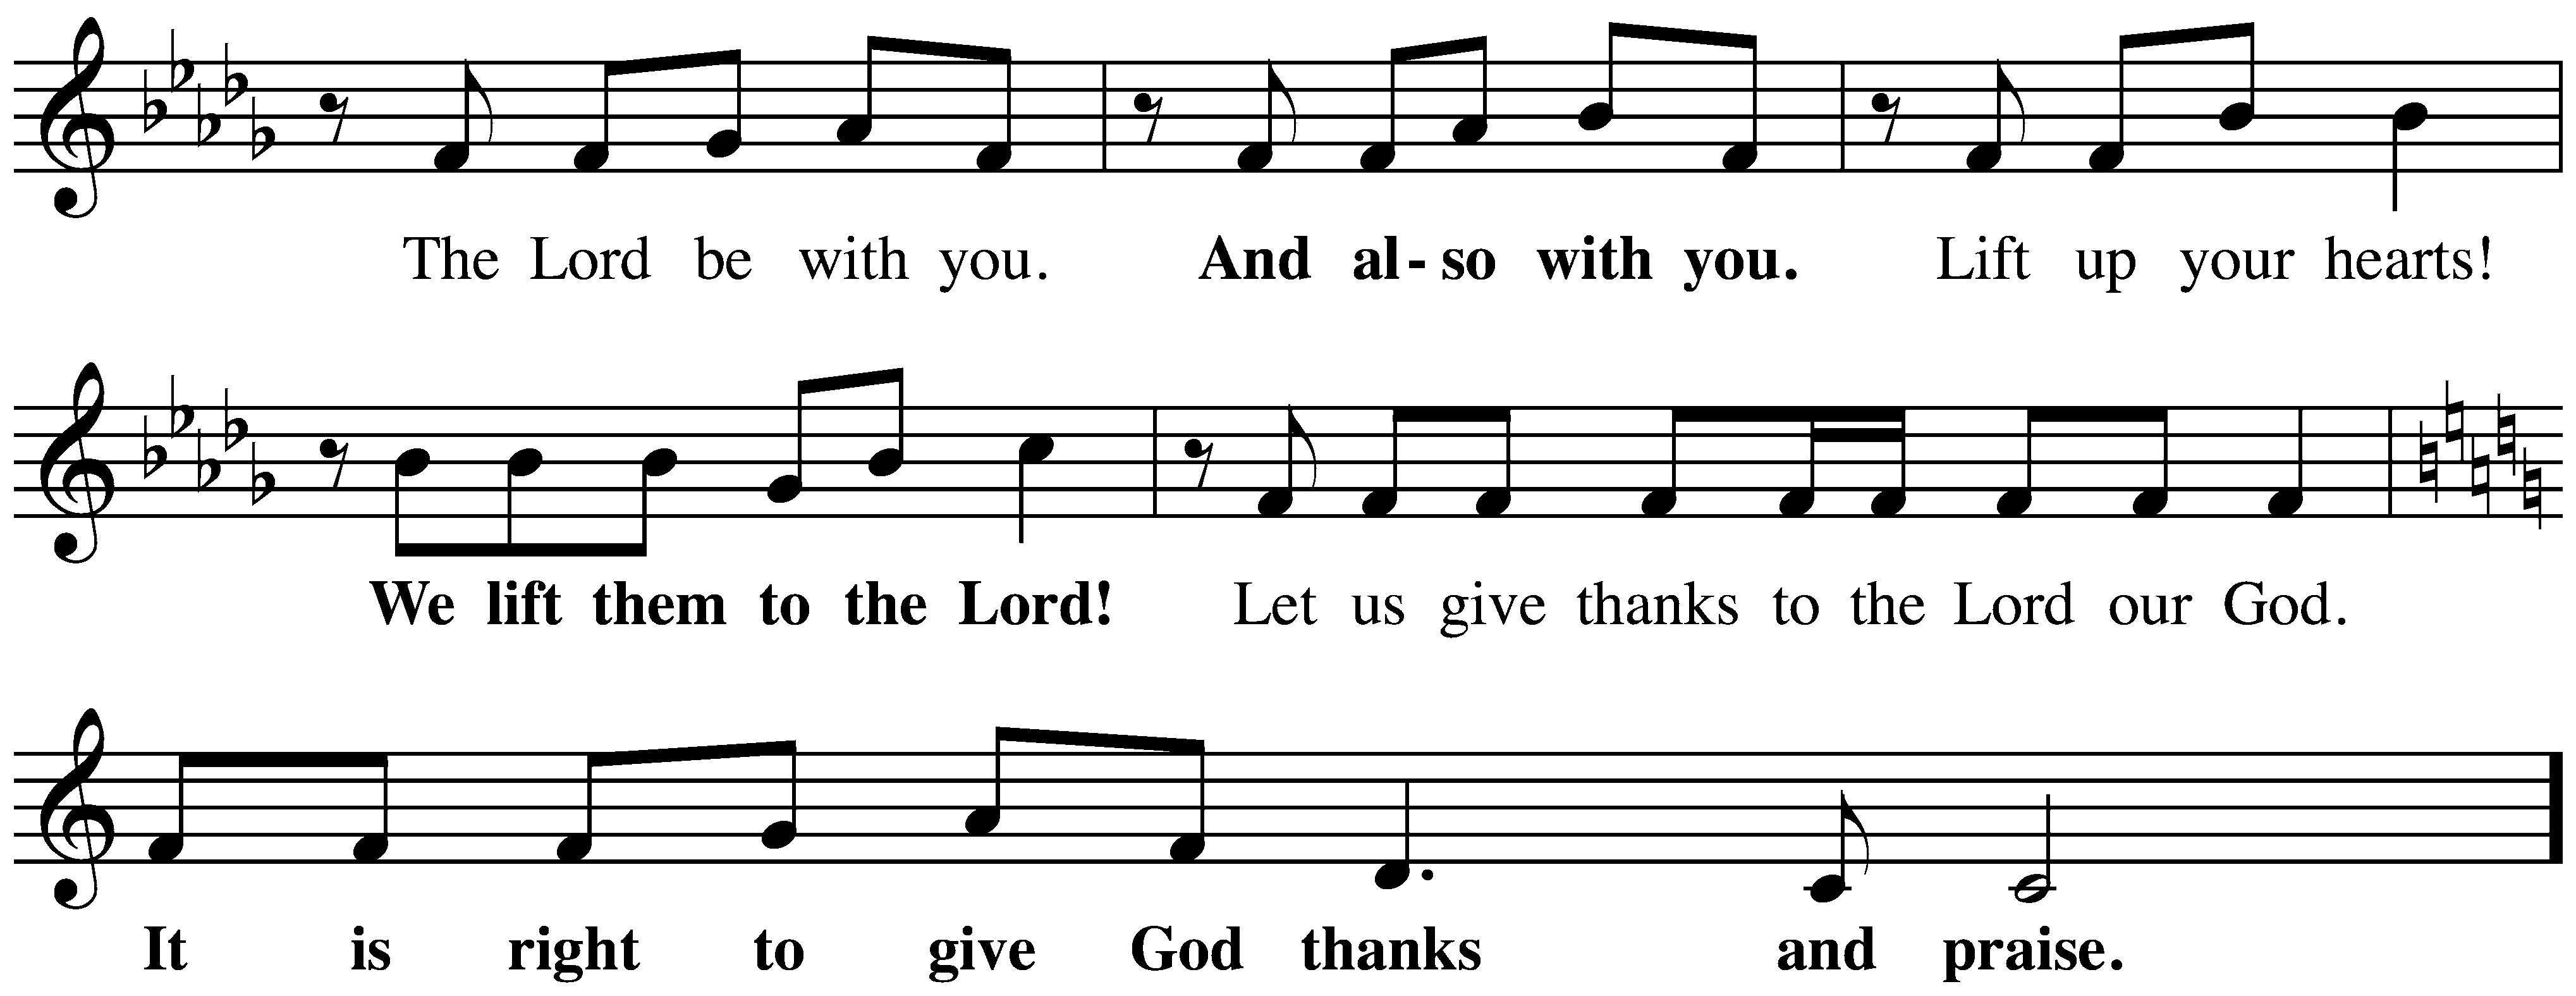 The Lord be with you. And al-so with you. Lift up your hearts!
We lift them to the Lord! Let us give thanks to the Lord our God.
It is right to give God thanks and praise.